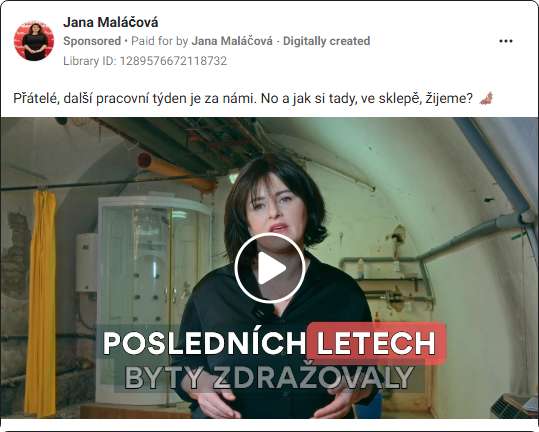 Jana Maláčová
Sponsored • Paid for by Jana Maláčová · Digitally created
Library ID: 1289576672118732
Přátelé, další pracovní týden je za námi. No a jak si tady, ve sklepě, žijeme?
POSLEDNÍCH LETECH
BYTY ZDRAŽOVALY